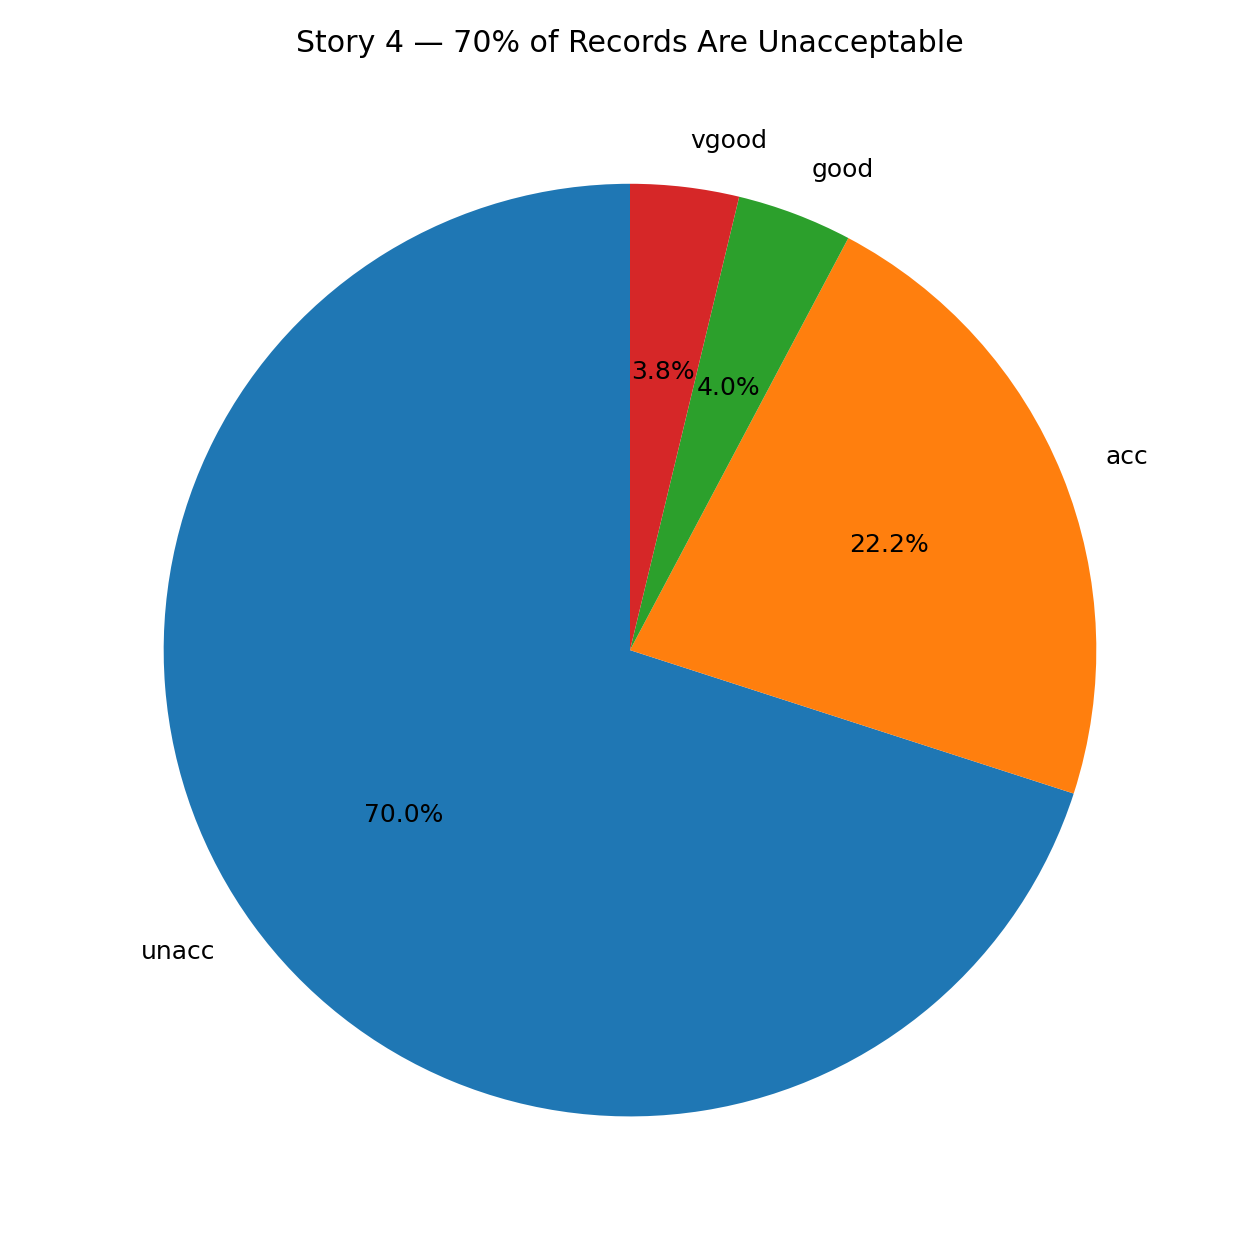 Story 4 — 70% of Records Are Unacceptable
vgood
good
3.8%
4.0%
acc
22.2%
70.0%
unacc